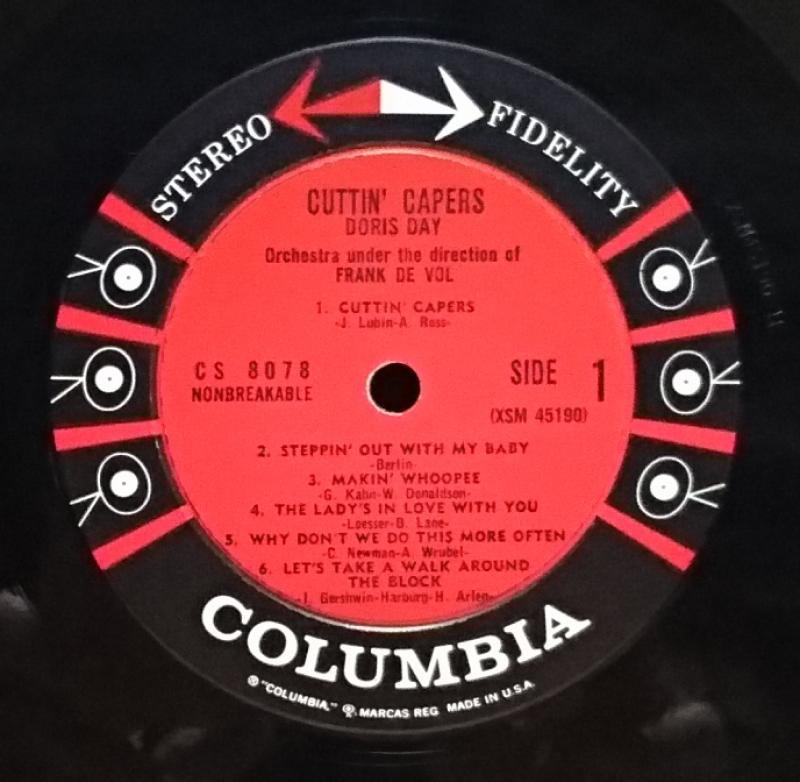 STEREO FIDELITY
CUTTIN' CAPERS
DORIS DAY
Orchestra under the direction of
FRANK DE VOL
1. CUTTIN' CAPERS
-J. Lubin-A. Ross-
CS 8078
NONBREAKABLE
SIDE 1
(XSM 45190)
2. STEPPIN' OUT WITH MY BABY
-Berlin-
3. MAKIN' WHOOPEE
-G. Kahn-W. Donaldson-
4. THE LADY'S IN LOVE WITH YOU
-Loesser-B. Lane-
5. WHY DON'T WE DO THIS MORE OFTEN
-C. Newman-A. Wrubel-
6. LET'S TAKE A WALK AROUND
THE BLOCK
-I. Gershwin-Harburg-H. Arlen-
COLUMBIA
® "COLUMBIA," MARCAS REG. MADE IN U.S.A.